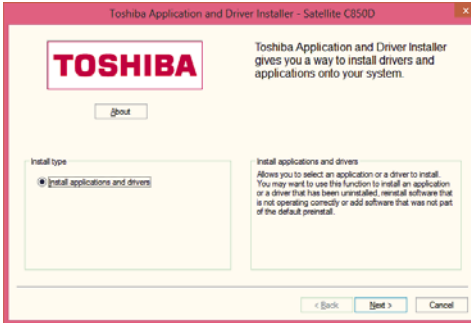 Toshiba Application and Driver Installer - Satellite C850D
x
TOSHIBA
Toshiba Application and Driver Installer
gives you a way to install drivers and
applications onto your system.
About
Install type
Install applications and drivers
Install applications and drivers
Allows you to select an application or a driver to install.
You may want to use this function to install an application
or a driver that has been uninstalled, reinstall software that
is not operating correctly or add software that was not part
of the default preinstall.
< Back
Next >
Cancel